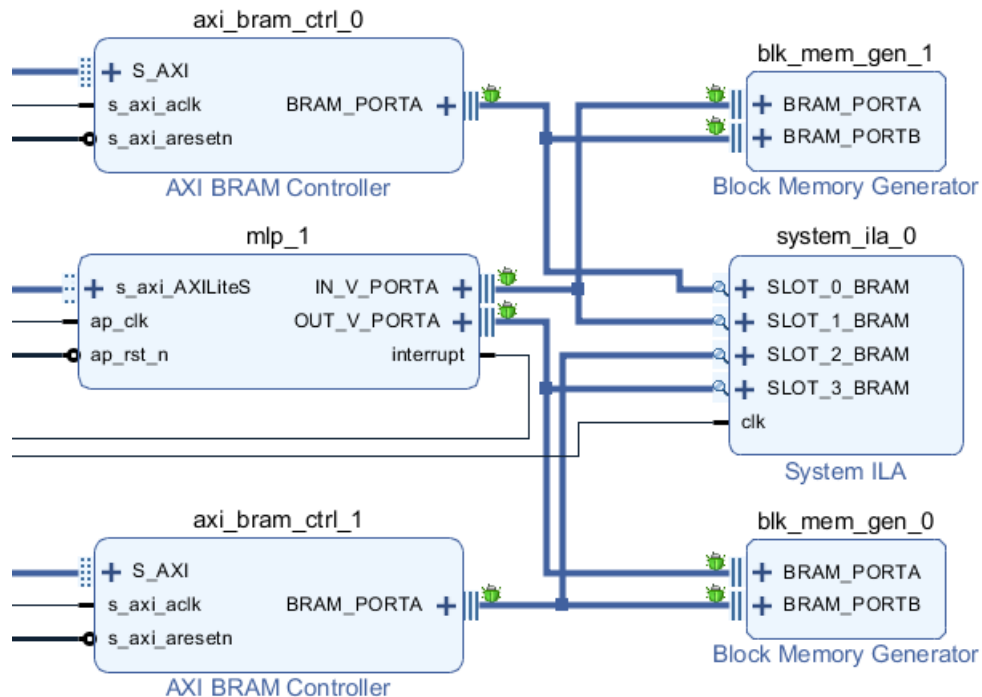 axi_bram_ctrl_0
S_AXI
s_axi_aclk
s_axi_aresetn
BRAM_PORTA
AXI BRAM Controller
blk_mem_gen_1
BRAM_PORTA
BRAM_PORTB
Block Memory Generator
mlp_1
s_axi_AXILiteS
ap_clk
ap_rst_n
IN_V_PORTA
OUT_V_PORTA
interrupt
system_ila_0
SLOT_0_BRAM
SLOT_1_BRAM
SLOT_2_BRAM
SLOT_3_BRAM
clk
System ILA
axi_bram_ctrl_1
S_AXI
s_axi_aclk
s_axi_aresetn
BRAM_PORTA
AXI BRAM Controller
blk_mem_gen_0
BRAM_PORTA
BRAM_PORTB
Block Memory Generator